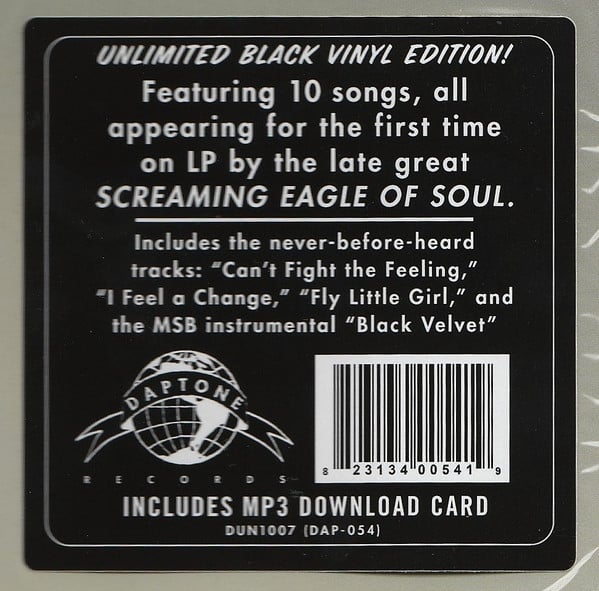 UNLIMITED BLACK VINYL EDITION!
Featuring 10 songs, all
appearing for the first time
on LP by the late great
SCREAMING EAGLE OF SOUL.
Includes the never-before-heard
tracks: “Can’t Fight the Feeling,”
“I Feel a Change,” “Fly Little Girl,” and
the MSB instrumental “Black Velvet”
DAPTONE
RECORDS
8 23134 00541 9
INCLUDES MP3 DOWNLOAD CARD
DUN1007 (DAP-054)